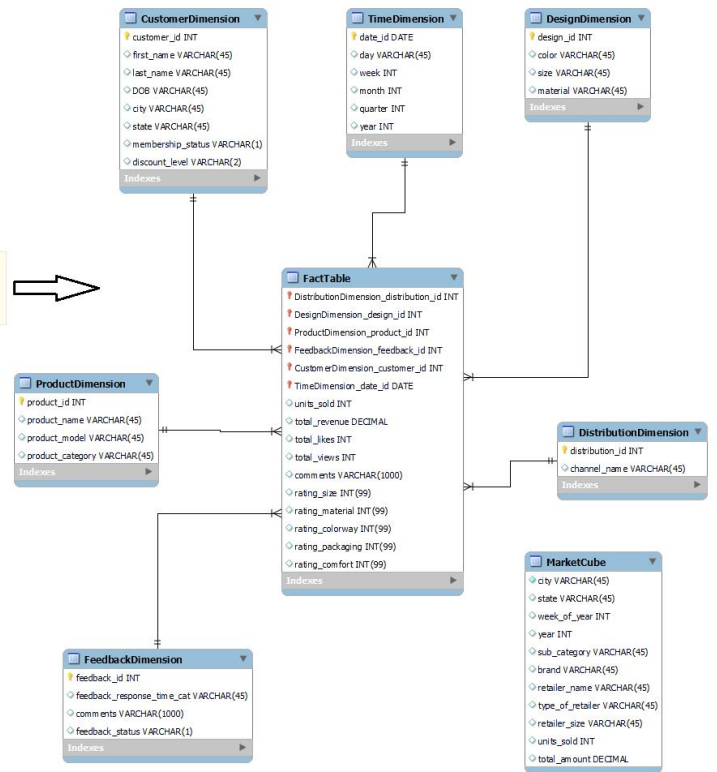 CustomerDimension
customer_id INT
first_name VARCHAR(45)
last_name VARCHAR(45)
DOB VARCHAR(45)
city VARCHAR(45)
state VARCHAR(45)
membership_status VARCHAR(1)
discount_level VARCHAR(2)
Indexes
TimeDimension
date_id DATE
day VARCHAR(45)
week INT
month INT
quarter INT
year INT
Indexes
DesignDimension
design_id INT
color VARCHAR(45)
size VARCHAR(45)
material VARCHAR(45)
Indexes
FactTable
DistributionDimension_distribution_id INT
DesignDimension_design_id INT
ProductDimension_product_id INT
FeedbackDimension_feedback_id INT
CustomerDimension_customer_id INT
TimeDimension_date_id DATE
units_sold INT
total_revenue DECIMAL
total_likes INT
total_views INT
comments VARCHAR(1000)
rating_size INT(99)
rating_material INT(99)
rating_colorway INT(99)
rating_packaging INT(99)
rating_comfort INT(99)
Indexes
ProductDimension
product_id INT
product_name VARCHAR(45)
product_model VARCHAR(45)
product_category VARCHAR(45)
Indexes
DistributionDimension
distribution_id INT
channel_name VARCHAR(45)
Indexes
MarketCube
city VARCHAR(45)
state VARCHAR(45)
week_of_year INT
year INT
sub_category VARCHAR(45)
brand VARCHAR(45)
retailer_name VARCHAR(45)
type_of_retailer VARCHAR(45)
retailer_size VARCHAR(45)
units_sold INT
total_amount DECIMAL
FeedbackDimension
feedback_id INT
feedback_response_time_cat VARCHAR(45)
comments VARCHAR(1000)
feedback_status VARCHAR(1)
Indexes